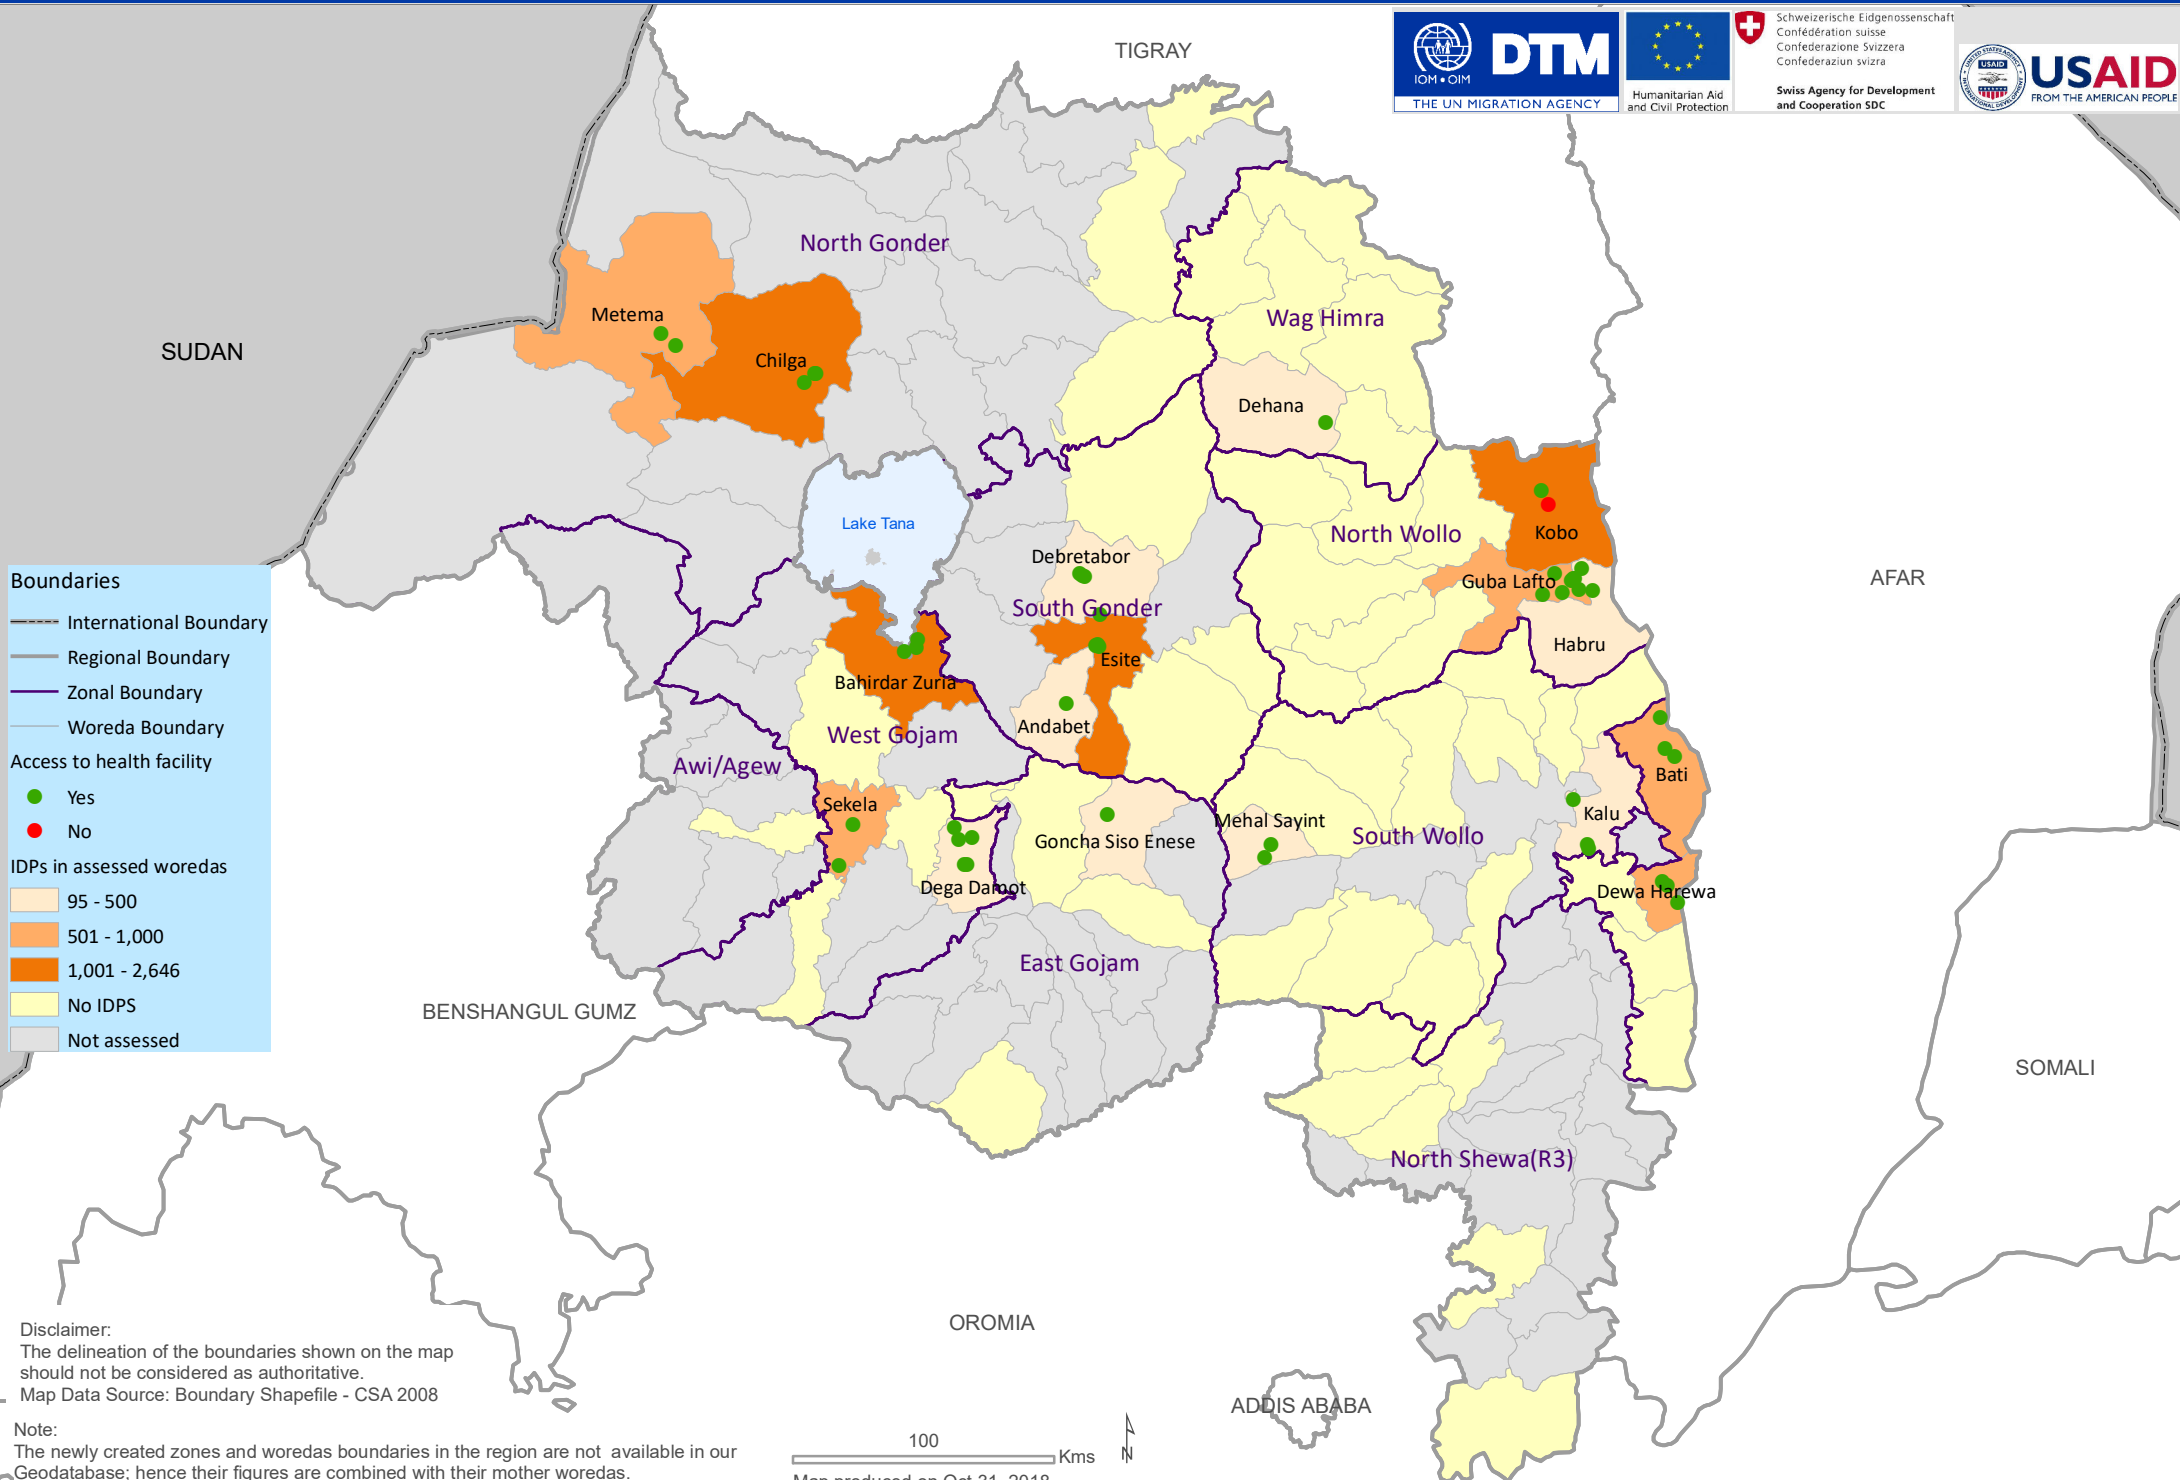 TIGRAY
IOM • OIM
DTM
THE UN MIGRATION AGENCY
Humanitarian Aid
and Civil Protection
Schweizerische Eidgenossenschaft
Confédération suisse
Confederazione Svizzera
Confederaziun svizra
Swiss Agency for Development
and Cooperation SDC
USAID
USAID
FROM THE AMERICAN PEOPLE
North Gonder
Metema
Wag Himra
SUDAN
Chilga
Dehana
Lake Tana
North Wollo
Kobo
Debretabor
Guba Lafto
AFAR
South Gonder
Habru
Esite
Bahirdar Zuria
Andabet
West Gojam
Awi/Agew
Bati
Sekela
Kalu
Mehal Sayint
South Wollo
Goncha Siso Enese
Dega Damot
Dewa Harewa
East Gojam
BENSHANGUL GUMZ
SOMALI
North Shewa(R3)
OROMIA
ADDIS ABABA
Boundaries
International Boundary
Regional Boundary
Zonal Boundary
Woreda Boundary
Access to health facility
Yes
No
IDPs in assessed woredas
95 - 500
501 - 1,000
1,001 - 2,646
No IDPS
Not assessed
Disclaimer:
The delineation of the boundaries shown on the map
should not be considered as authoritative.
Map Data Source: Boundary Shapefile - CSA 2008
Note:
The newly created zones and woredas boundaries in the region are not available in our
Geodatabase; hence their figures are combined with their mother woredas.
100
Kms
N
Map produced on Oct 31, 2018